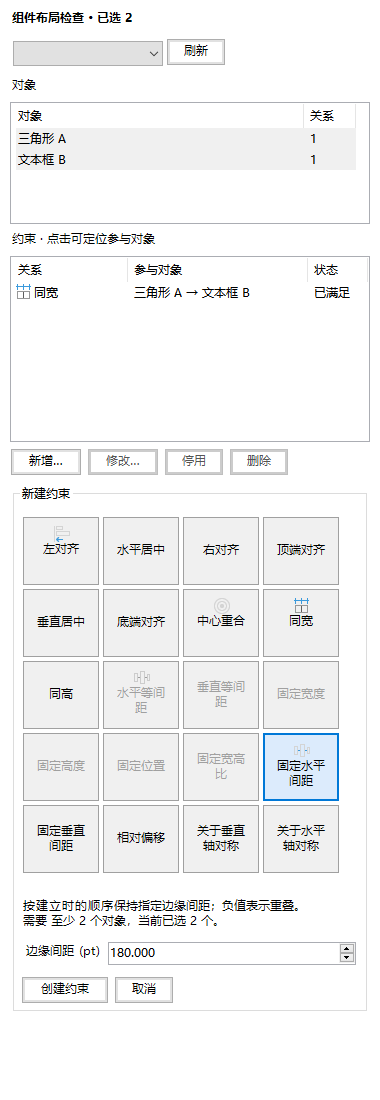 组件布局检查 · 已选 2
刷新
对象
对象 关系
三角形 A 1
文本框 B 1
约束 · 点击可定位参与对象
关系 参与对象 状态
同宽 三角形 A → 文本框 B 已满足
新增... 修改... 停用 删除
新建约束
左对齐 水平居中 右对齐 顶端对齐
垂直居中 底端对齐 中心重合 同宽
同高 水平等间
距 垂直等间
距 固定宽度
固定高度 固定位置 固定宽高
比 固定水平
间距
固定垂直
间距 相对偏移 关于垂直
轴对称 关于水平
轴对称
按建立时的顺序保持指定边缘间距；负值表示重叠。
需要 至少 2 个对象，当前已选 2 个。
边缘间距 (pt) 180.000
创建约束 取消